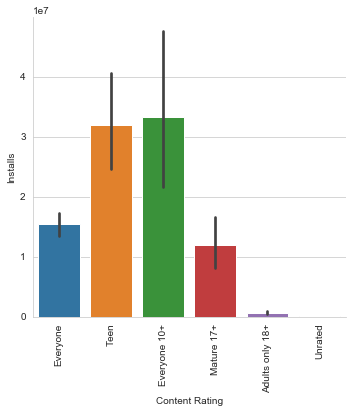 1e7
4
3
2
1
0
Installs
Everyone
Teen
Everyone 10+
Mature 17+
Adults only 18+
Unrated
Content Rating